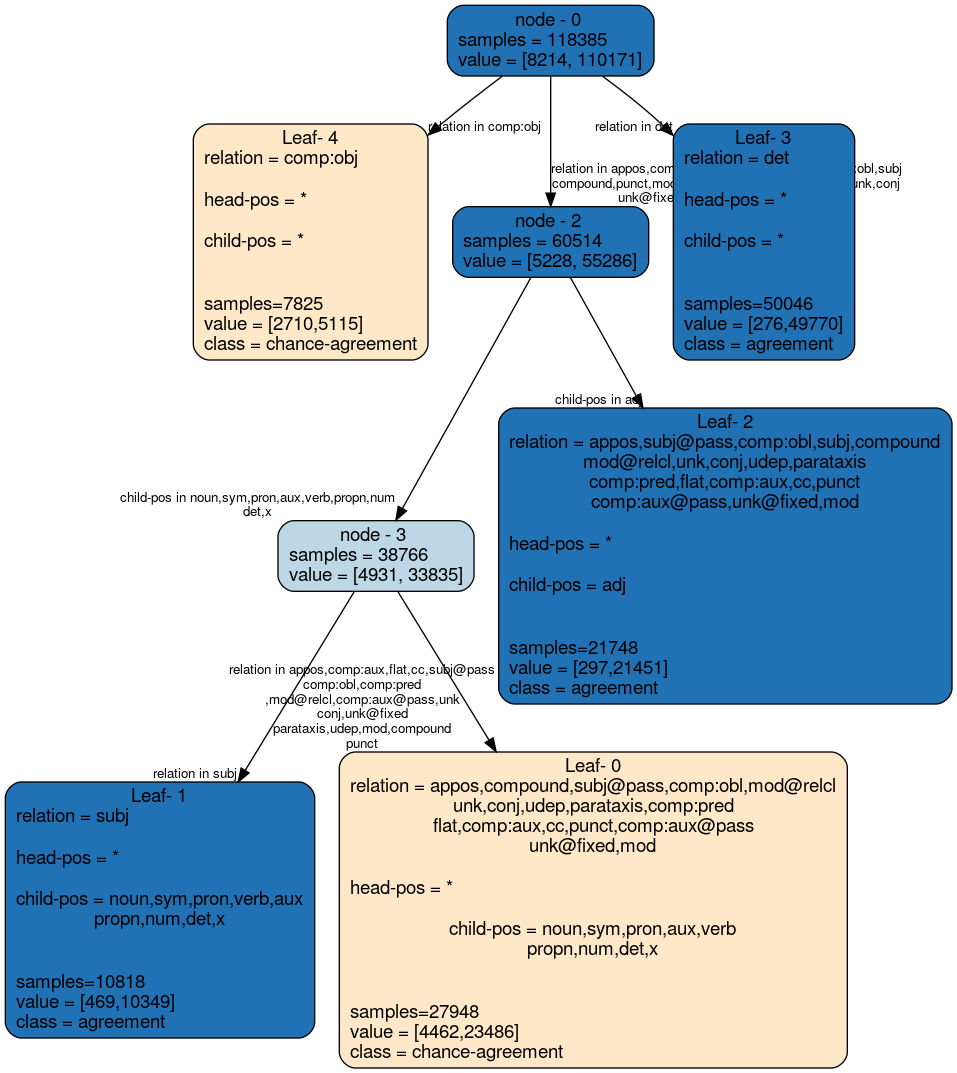 node - 0
samples = 118385
value = [8214, 110171]
relation in comp:obj
relation in det
Leaf- 4
relation = comp:obj
head-pos = *
child-pos = *
samples=7825
value = [2710,5115]
class = chance-agreement
relation in appos,com
:obl,subj
compound,punct,mod
unk,conj
unk@fixe
Leaf- 3
relation = det
head-pos = *
child-pos = *
samples=50046
value = [276,49770]
class = agreement
node - 2
samples = 60514
value = [5228, 55286]
child-pos in adj
Leaf- 2
relation = appos,subj@pass,comp:obl,subj,compound
mod@relcl,unk,conj,udep,parataxis
comp:pred,flat,comp:aux,cc,punct
comp:aux@pass,unk@fixed,mod
head-pos = *
child-pos = adj
samples=21748
value = [297,21451]
class = agreement
child-pos in noun,sym,pron,aux,verb,propn,num
det,x
node - 3
samples = 38766
value = [4931, 33835]
relation in appos,comp:aux,flat,cc,subj@pass
comp:obl,comp:pred
,mod@relcl,comp:aux@pass,unk
conj,unk@fixed
parataxis,udep,mod,compound
punct
relation in subj
Leaf- 1
relation = subj
head-pos = *
child-pos = noun,sym,pron,verb,aux
propn,num,det,x
samples=10818
value = [469,10349]
class = agreement
Leaf- 0
relation = appos,compound,subj@pass,comp:obl,mod@relcl
unk,conj,udep,parataxis,comp:pred
flat,comp:aux,cc,punct,comp:aux@pass
unk@fixed,mod
head-pos = *
child-pos = noun,sym,pron,aux,verb
propn,num,det,x
samples=27948
value = [4462,23486]
class = chance-agreement